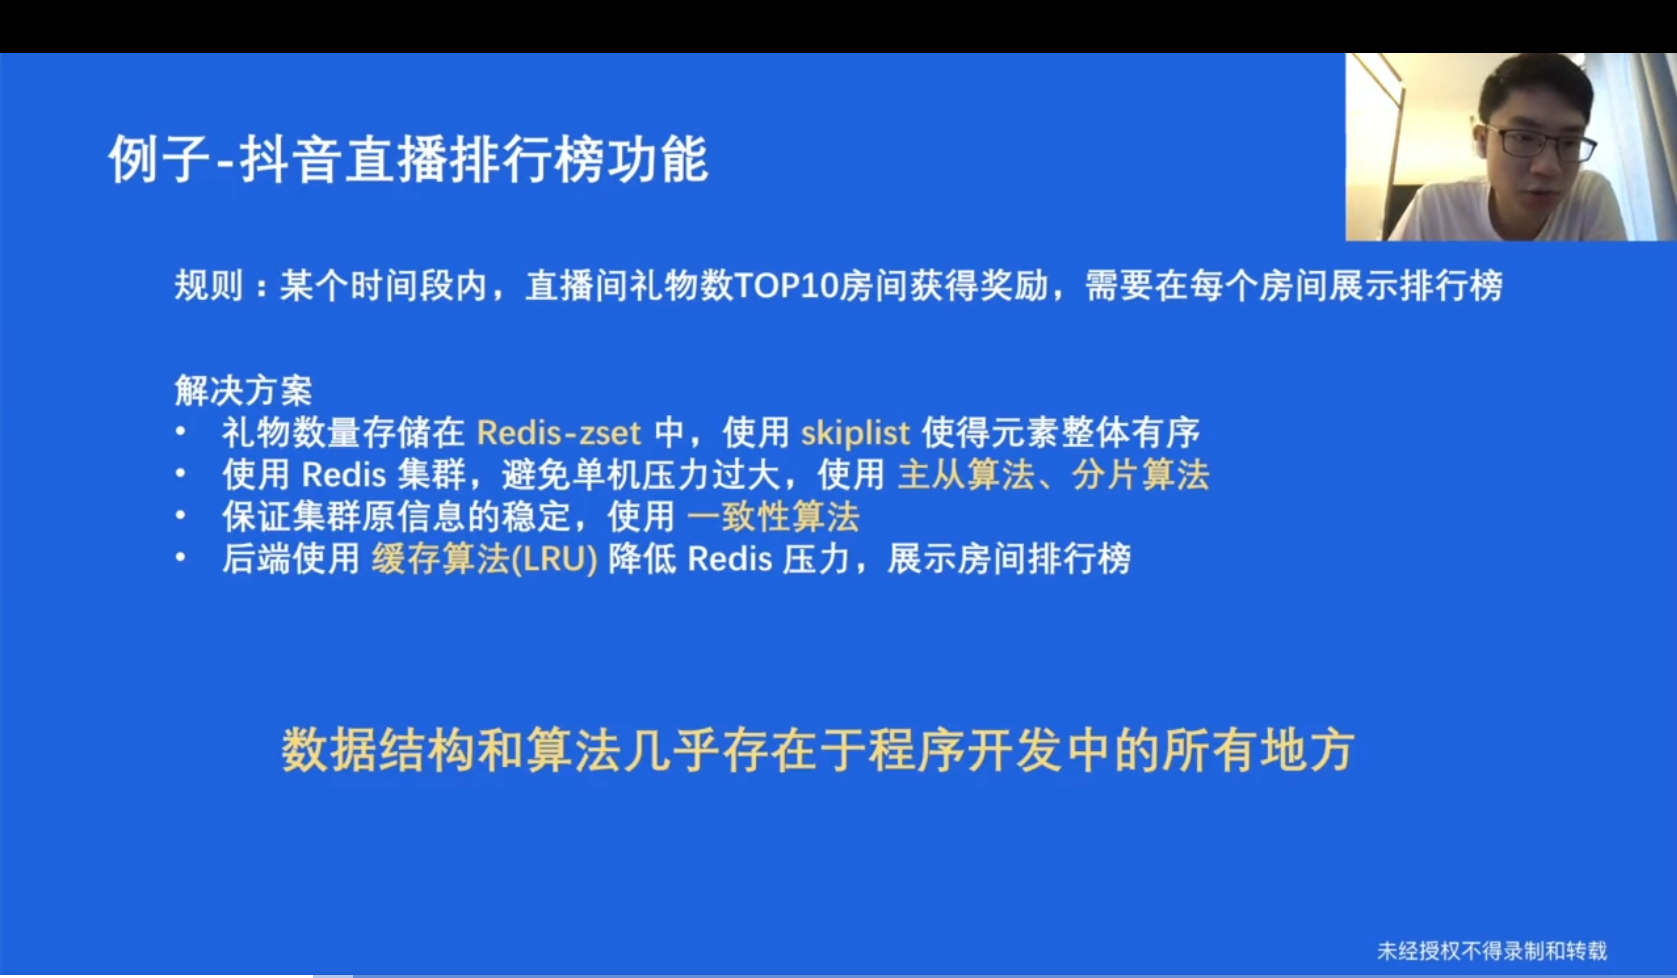 例子-抖音直播排行榜功能
规则：某个时间段内，直播间礼物数TOP10房间获得奖励，需要在每个房间展示排行榜
解决方案
• 礼物数量存储在 Redis-zset 中，使用 skiplist 使得元素整体有序
• 使用 Redis 集群，避免单机压力过大，使用 主从算法、分片算法
• 保证集群原信息的稳定，使用 一致性算法
• 后端使用 缓存算法(LRU) 降低 Redis 压力，展示房间排行榜
数据结构和算法几乎存在于程序开发中的所有地方
未经授权不得录制和转载